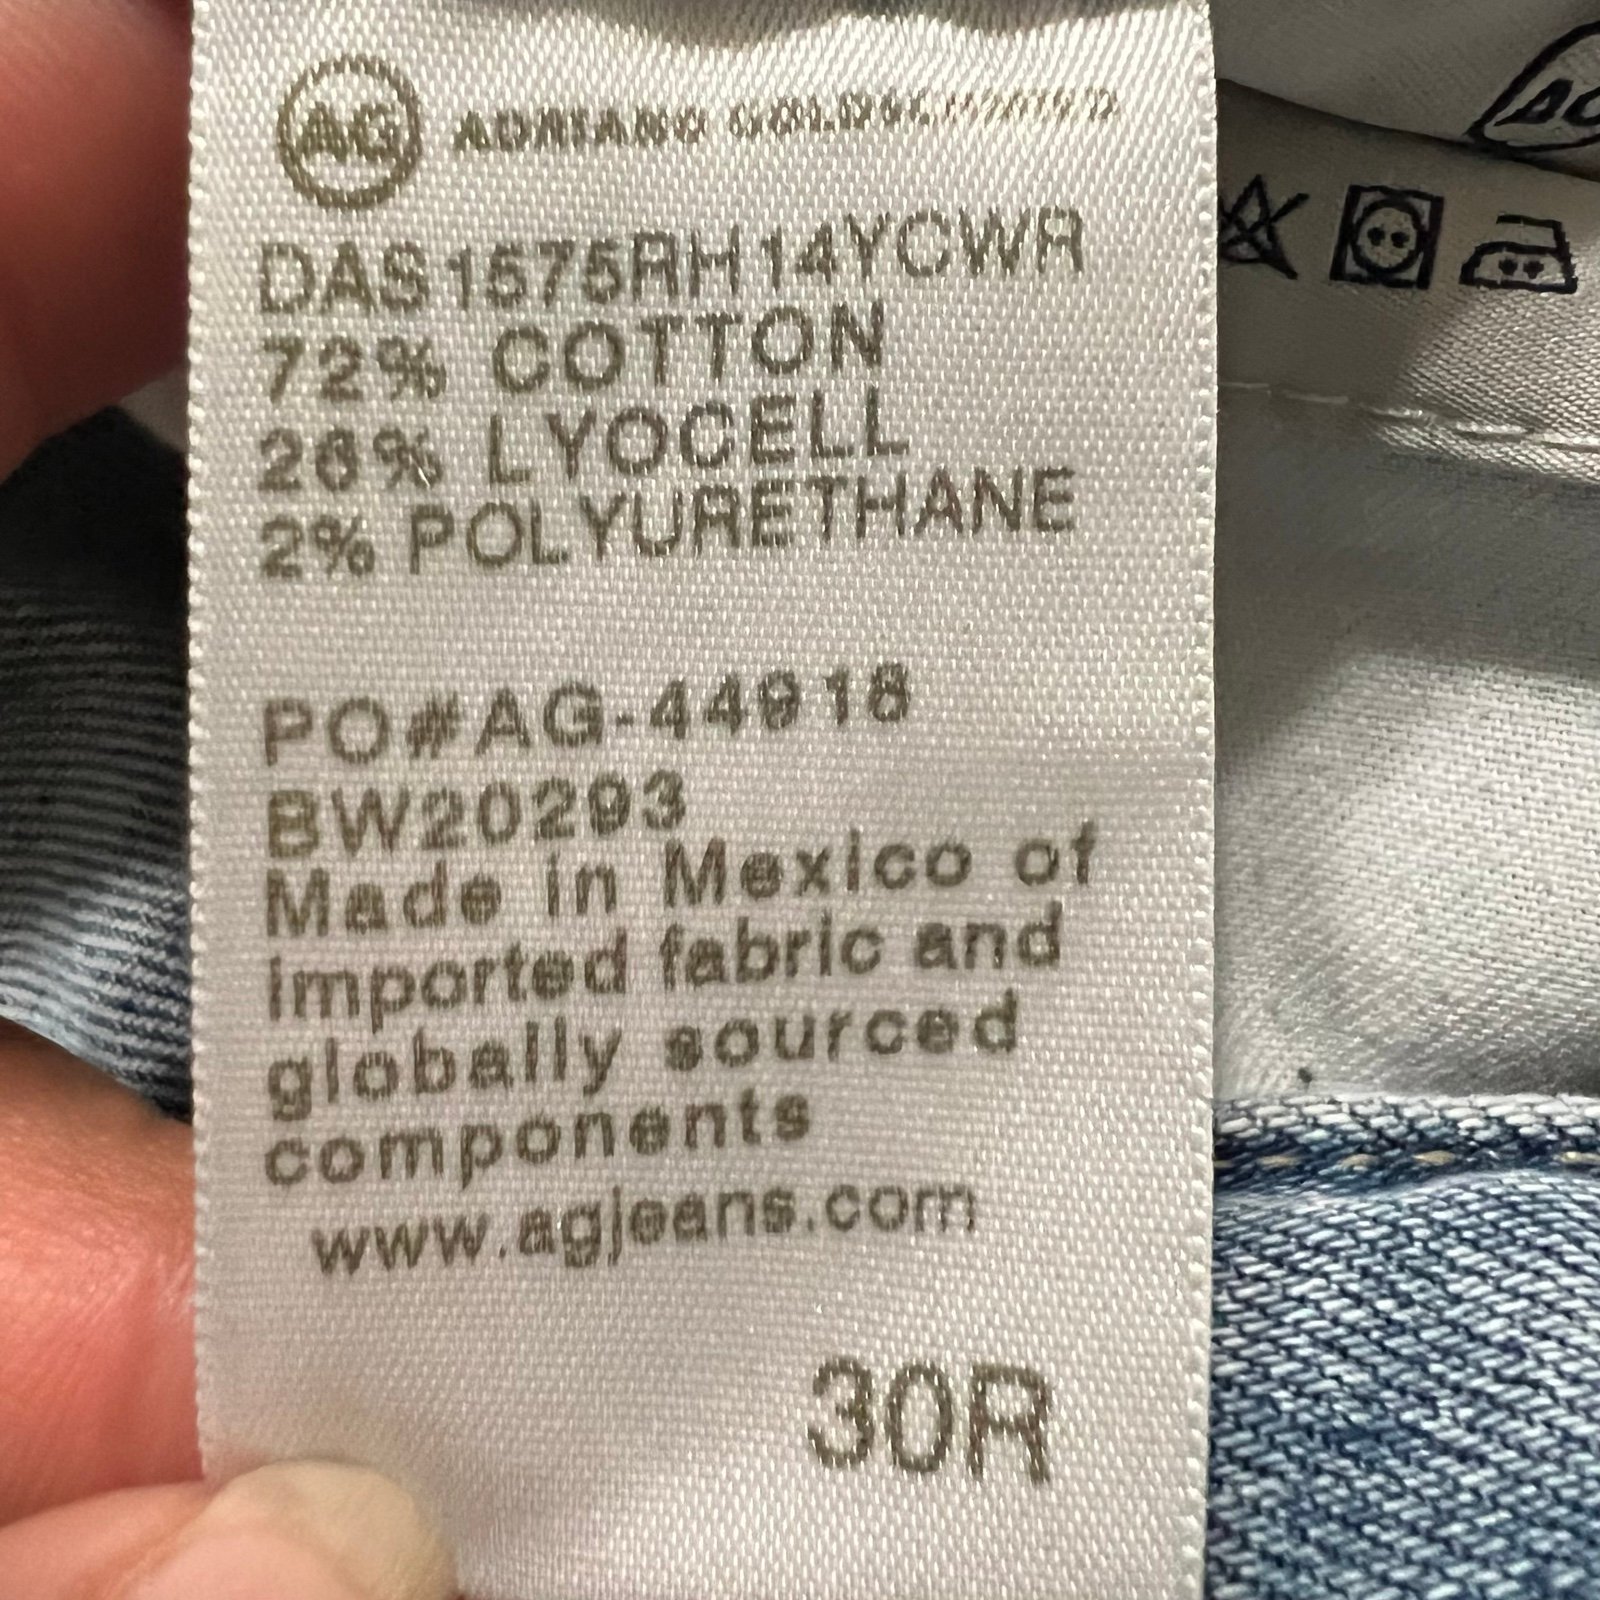 AG ADRIANO GOLDSCHMIED
DAS1575RH14YCWR
72% COTTON
26% LYOCELL
2% POLYURETHANE
PO#AG-44918
BW20293
Made in Mexico of
imported fabric and
globally sourced
components
www.agjeans.com
30R
AG